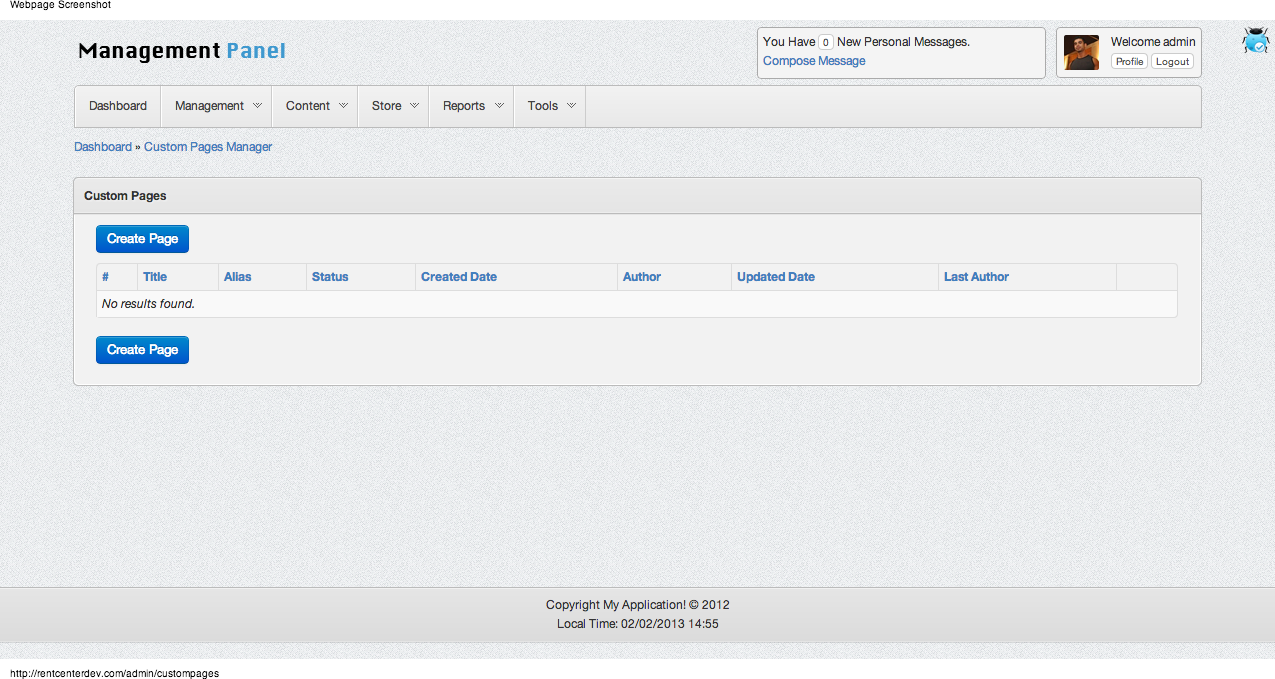 Webpage Screenshot
Management Panel
You Have 0 New Personal Messages.
Compose Message
Welcome admin
Profile Logout
Dashboard Management Content Store Reports Tools
Dashboard » Custom Pages Manager
Custom Pages
Create Page
# Title Alias Status Created Date Author Updated Date Last Author
No results found.
Create Page
Copyright My Application! © 2012
Local Time: 02/02/2013 14:55
http://rentcenterdev.com/admin/custompages